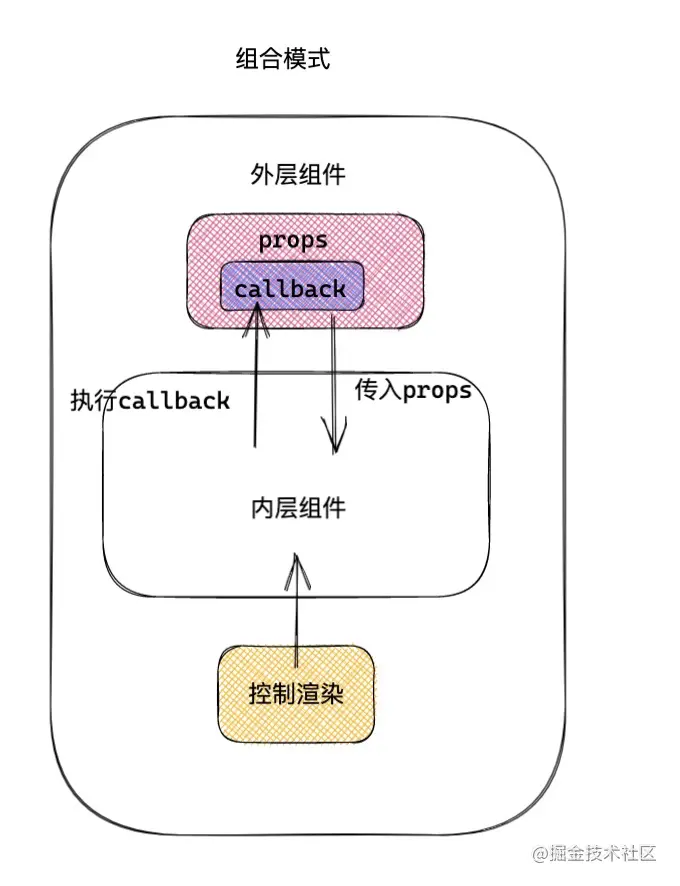 组合模式
外层组件
props
callback
执行callback
传入props
内层组件
控制渲染
@掘金技术社区